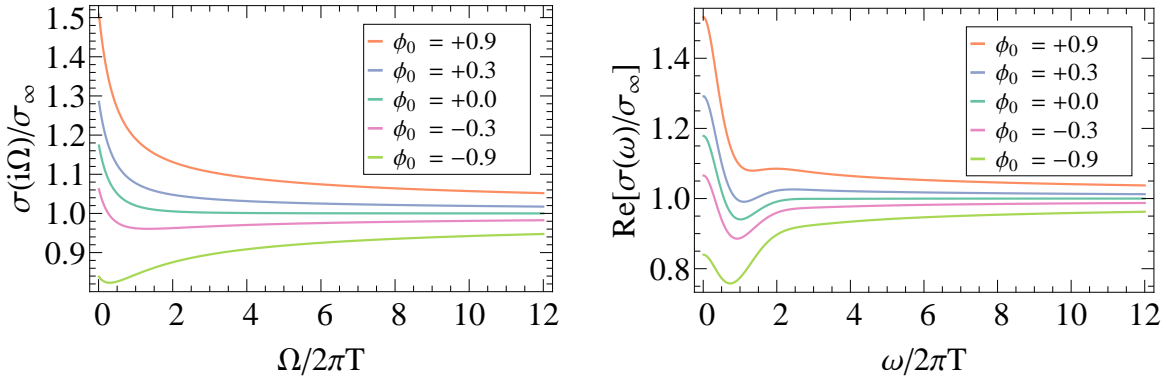 σ(iΩ)/σ∞
1.5
1.4
1.3
1.2
1.1
1.0
0.9
0 2 4 6 8 10 12
Ω/2πT
ϕ0 = +0.9
ϕ0 = +0.3
ϕ0 = +0.0
ϕ0 = −0.3
ϕ0 = −0.9
Re[σ(ω)/σ∞]
1.4
1.2
1.0
0.8
0 2 4 6 8 10 12
ω/2πT
ϕ0 = +0.9
ϕ0 = +0.3
ϕ0 = +0.0
ϕ0 = −0.3
ϕ0 = −0.9